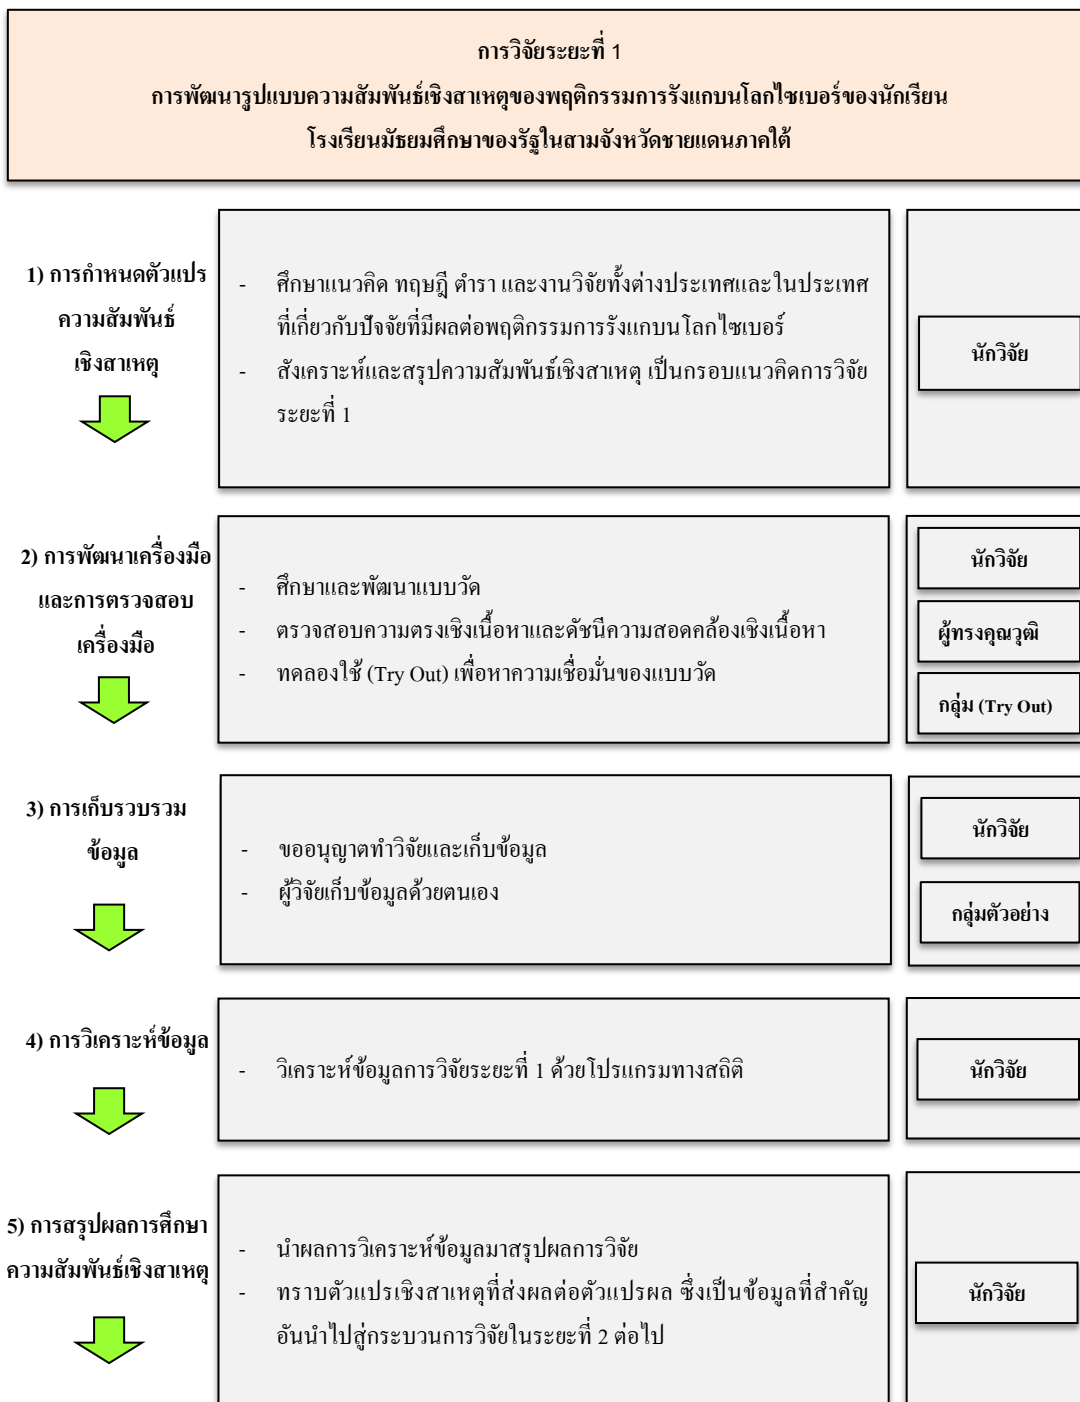 การวิจัยระยะที่ 1
การพัฒนารูปแบบความสัมพันธ์เชิงสาเหตุของพฤติกรรมการรังแกบนโลกไซเบอร์ของนักเรียน
โรงเรียนมัธยมศึกษาของรัฐในสามจังหวัดชายแดนภาคใต้
1) การกำหนดตัวแปร
ความสัมพันธ์
เชิงสาเหตุ
- ศึกษาแนวคิด ทฤษฎี ตำรา และงานวิจัยทั้งต่างประเทศและในประเทศ
ที่เกี่ยวกับปัจจัยที่มีผลต่อพฤติกรรมการรังแกบนโลกไซเบอร์
- สังเคราะห์และสรุปความสัมพันธ์เชิงสาเหตุ เป็นกรอบแนวคิดการวิจัย
ระยะที่ 1
นักวิจัย
2) การพัฒนาเครื่องมือ
และการตรวจสอบ
เครื่องมือ
- ศึกษาและพัฒนาแบบวัด
- ตรวจสอบความตรงเชิงเนื้อหาและดัชนีความสอดคล้องเชิงเนื้อหา
- ทดลองใช้ (Try Out) เพื่อหาความเชื่อมั่นของแบบวัด
นักวิจัย
ผู้ทรงคุณวุฒิ
กลุ่ม (Try Out)
3) การเก็บรวบรวม
ข้อมูล
- ขออนุญาตทำวิจัยและเก็บข้อมูล
- ผู้วิจัยเก็บข้อมูลด้วยตนเอง
นักวิจัย
กลุ่มตัวอย่าง
4) การวิเคราะห์ข้อมูล
- วิเคราะห์ข้อมูลการวิจัยระยะที่ 1 ด้วยโปรแกรมทางสถิติ
นักวิจัย
5) การสรุปผลการศึกษา
ความสัมพันธ์เชิงสาเหตุ
- นำผลการวิเคราะห์ข้อมูลมาสรุปผลการวิจัย
- ทราบตัวแปรเชิงสาเหตุที่ส่งผลต่อตัวแปรผล ซึ่งเป็นข้อมูลที่สำคัญ
อันนำไปสู่กระบวนการวิจัยในระยะที่ 2 ต่อไป
นักวิจัย